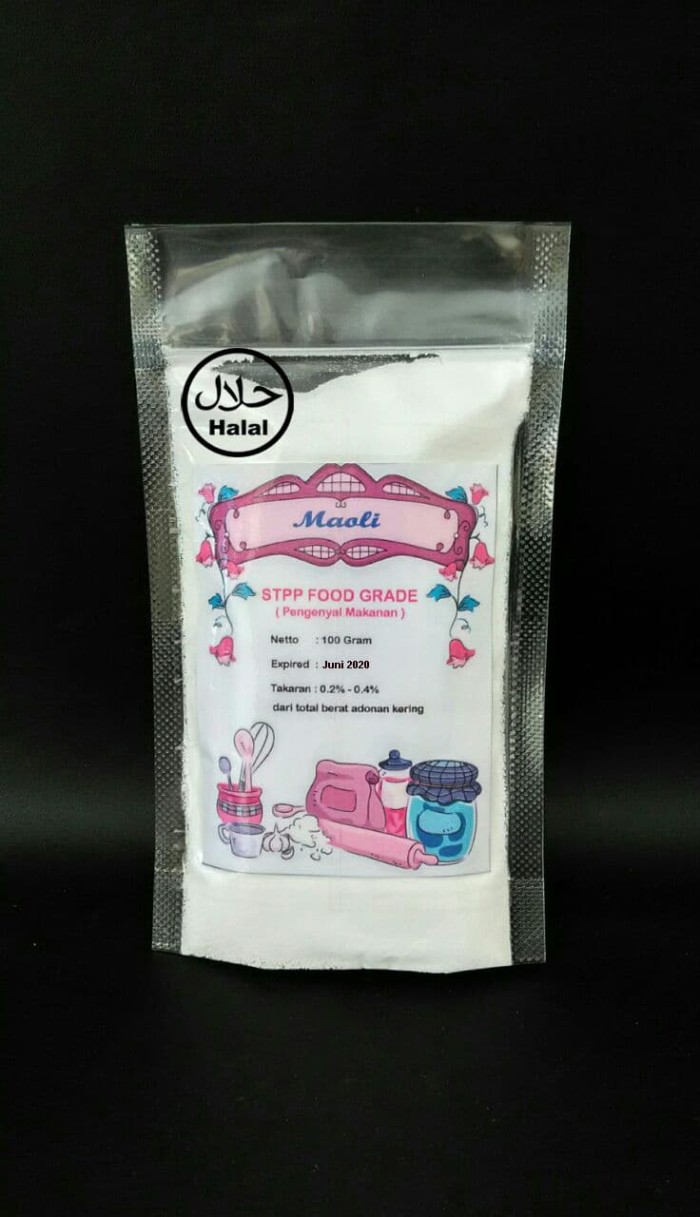 حلال
Halal
Maoli
STPP FOOD GRADE
( Pengenyal Makanan )
Netto : 100 Gram
Expired : Juni 2020
Takaran : 0.2% - 0.4%
dari total berat adonan kering